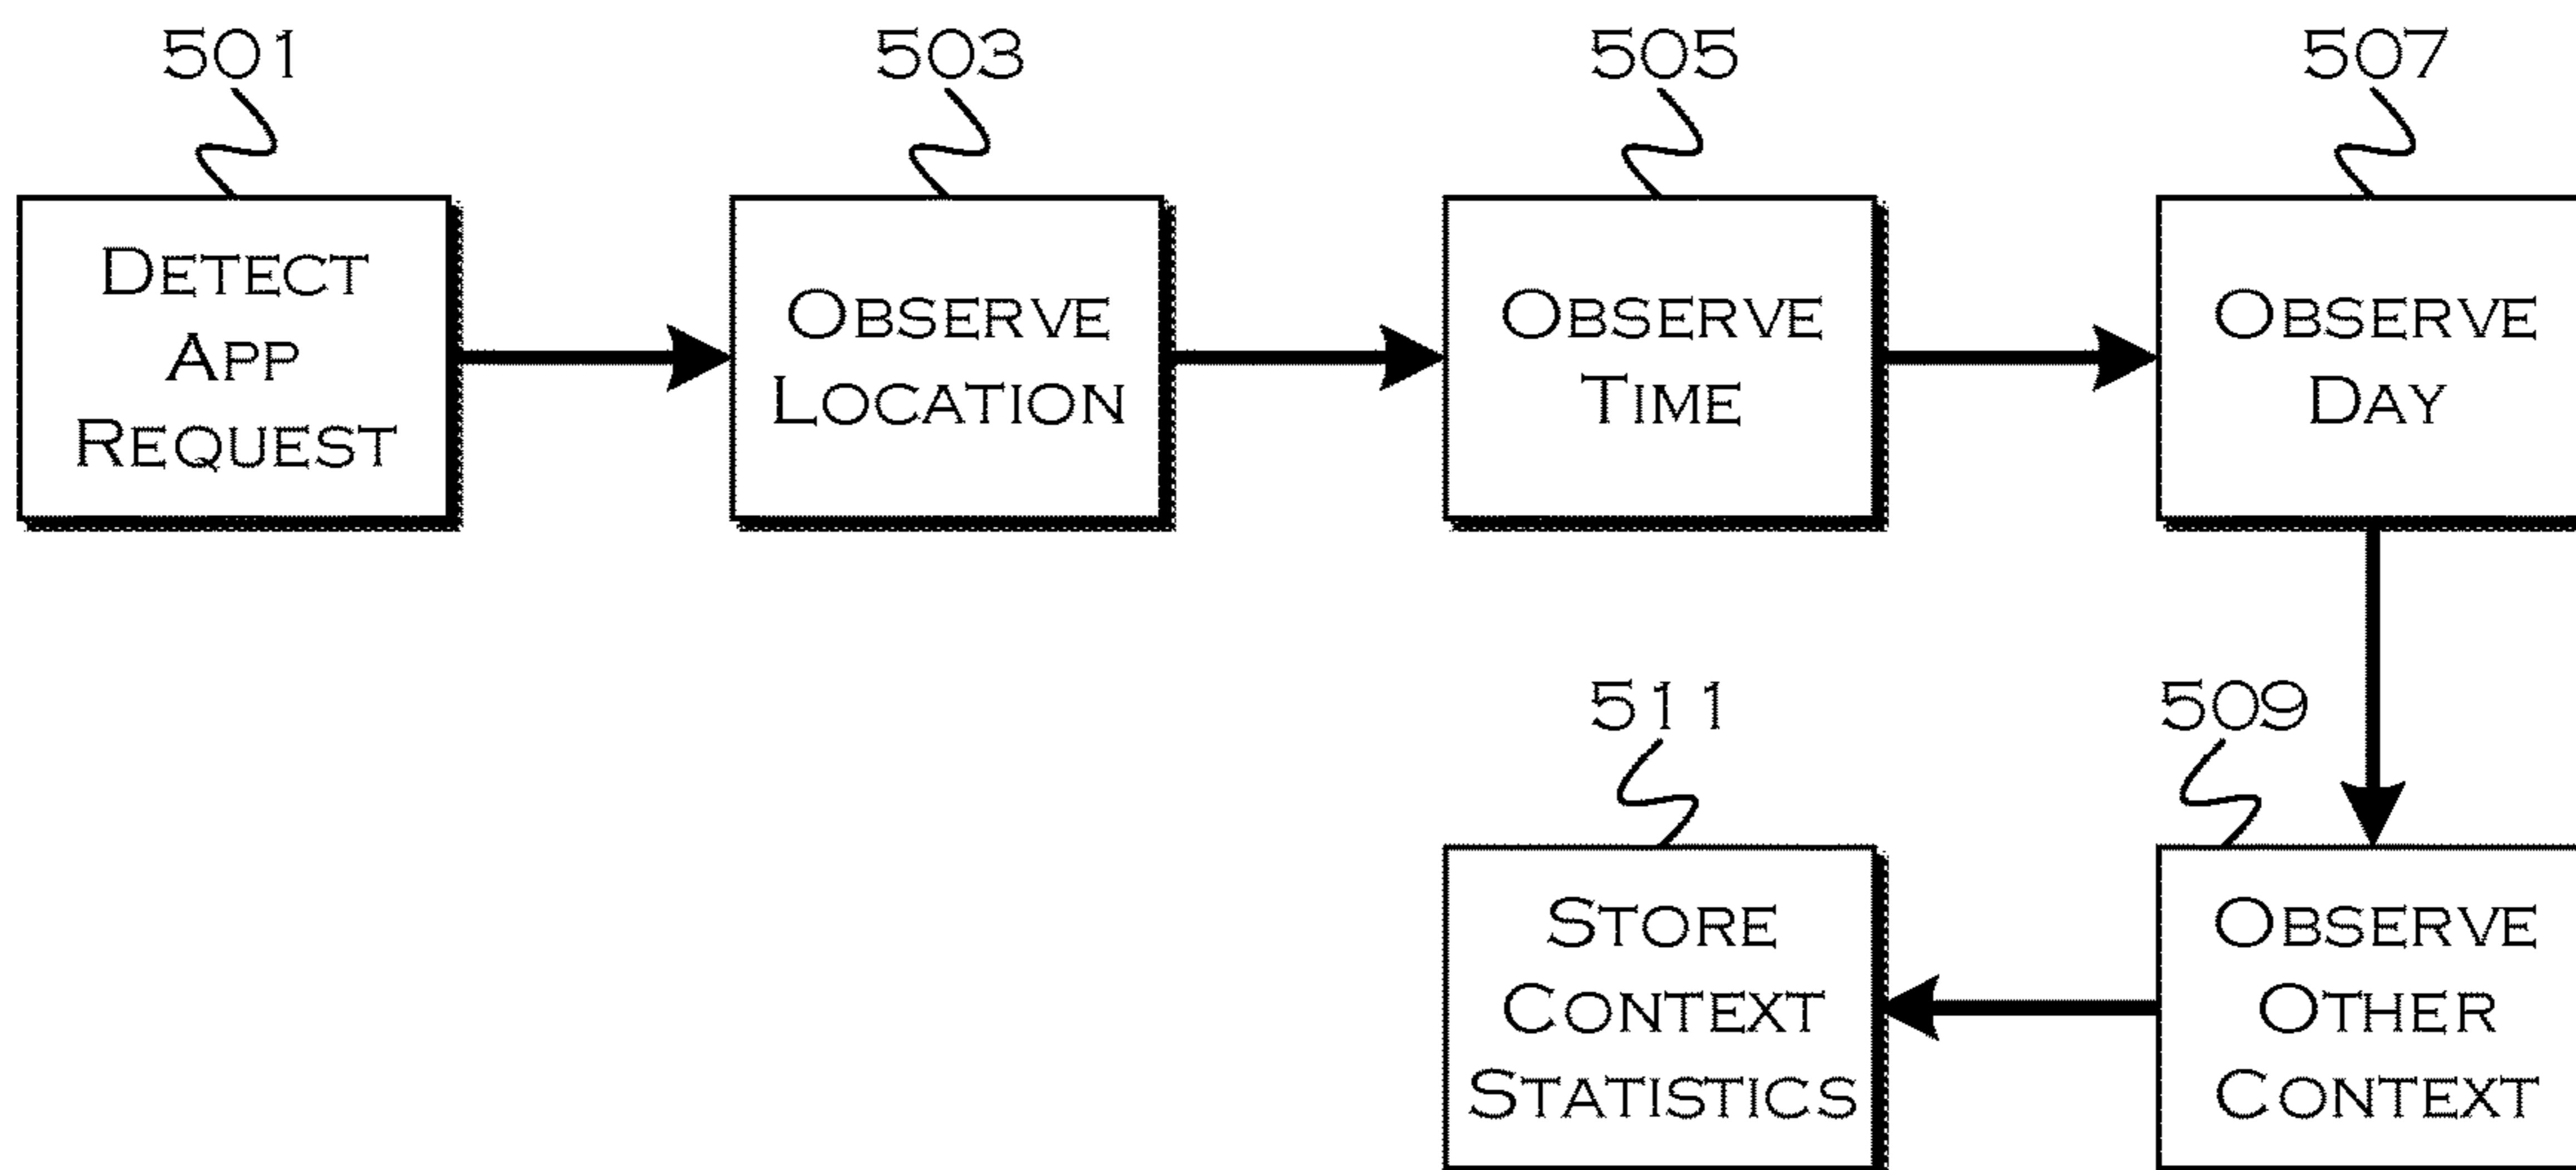 501
503
505
507
DETECT
APP
REQUEST
OBSERVE
LOCATION
OBSERVE
TIME
OBSERVE
DAY
511
509
STORE
CONTEXT
STATISTICS
OBSERVE
OTHER
CONTEXT